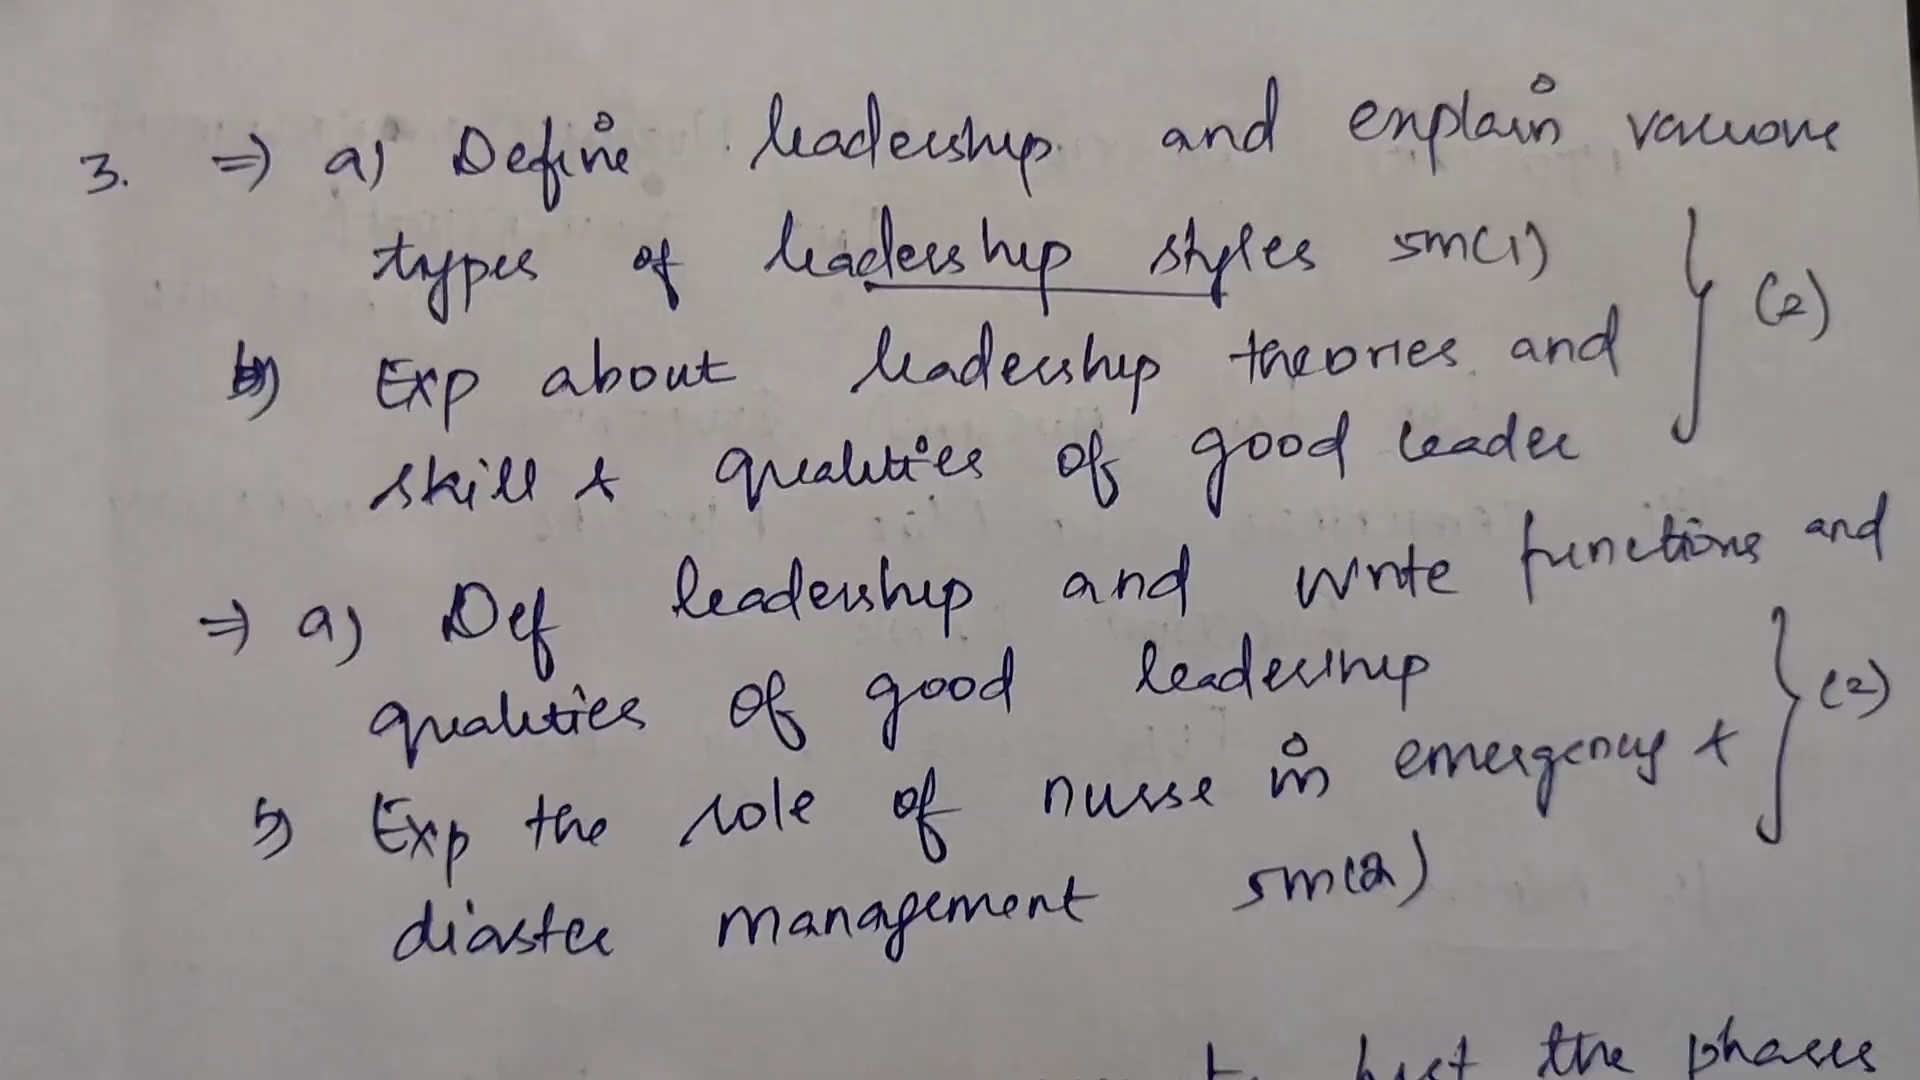 3. => a) Define leadership and explain various
types of leadership styles 5m(1)
b) Exp about leadership theories and } (2)
skill & qualities of good leader
=> a) Def leadership and write functions and
qualities of good leadership
b) Exp the role of nurse in emergency & } (2)
diaster management 5m(2)
list the phases